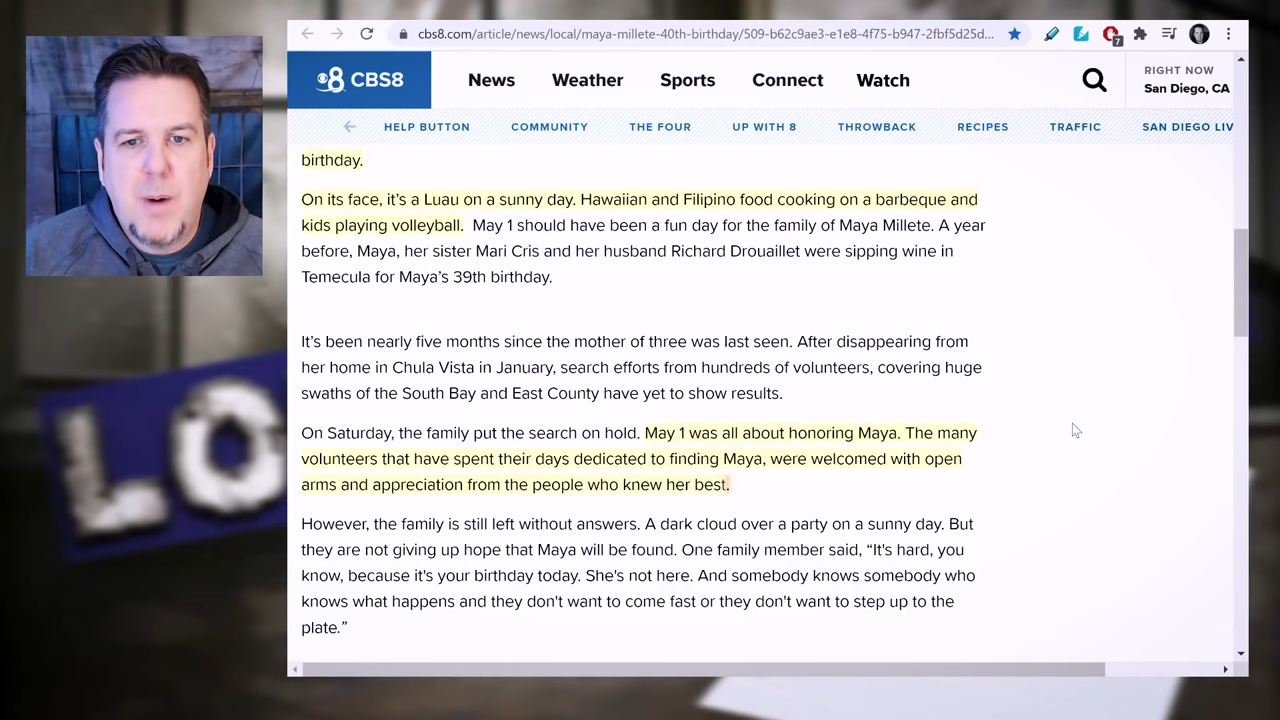 cbs8.com/article/news/local/maya-millete-40th-birthday/509-b62c9ae3-e1e8-4f75-b947-2fbf5d25d...
7
8 CBS8
News Weather Sports Connect Watch
RIGHT NOW
San Diego, CA
HELP BUTTON COMMUNITY THE FOUR UP WITH 8 THROWBACK RECIPES TRAFFIC SAN DIEGO LIV
birthday.
On its face, it’s a Luau on a sunny day. Hawaiian and Filipino food cooking on a barbeque and
kids playing volleyball. May 1 should have been a fun day for the family of Maya Millete. A year
before, Maya, her sister Mari Cris and her husband Richard Drouaillet were sipping wine in
Temecula for Maya’s 39th birthday.
It’s been nearly five months since the mother of three was last seen. After disappearing from
her home in Chula Vista in January, search efforts from hundreds of volunteers, covering huge
swaths of the South Bay and East County have yet to show results.
On Saturday, the family put the search on hold. May 1 was all about honoring Maya. The many
volunteers that have spent their days dedicated to finding Maya, were welcomed with open
arms and appreciation from the people who knew her best.
However, the family is still left without answers. A dark cloud over a party on a sunny day. But
they are not giving up hope that Maya will be found. One family member said, “It's hard, you
know, because it's your birthday today. She's not here. And somebody knows somebody who
knows what happens and they don't want to come fast or they don't want to step up to the
plate.”
LO